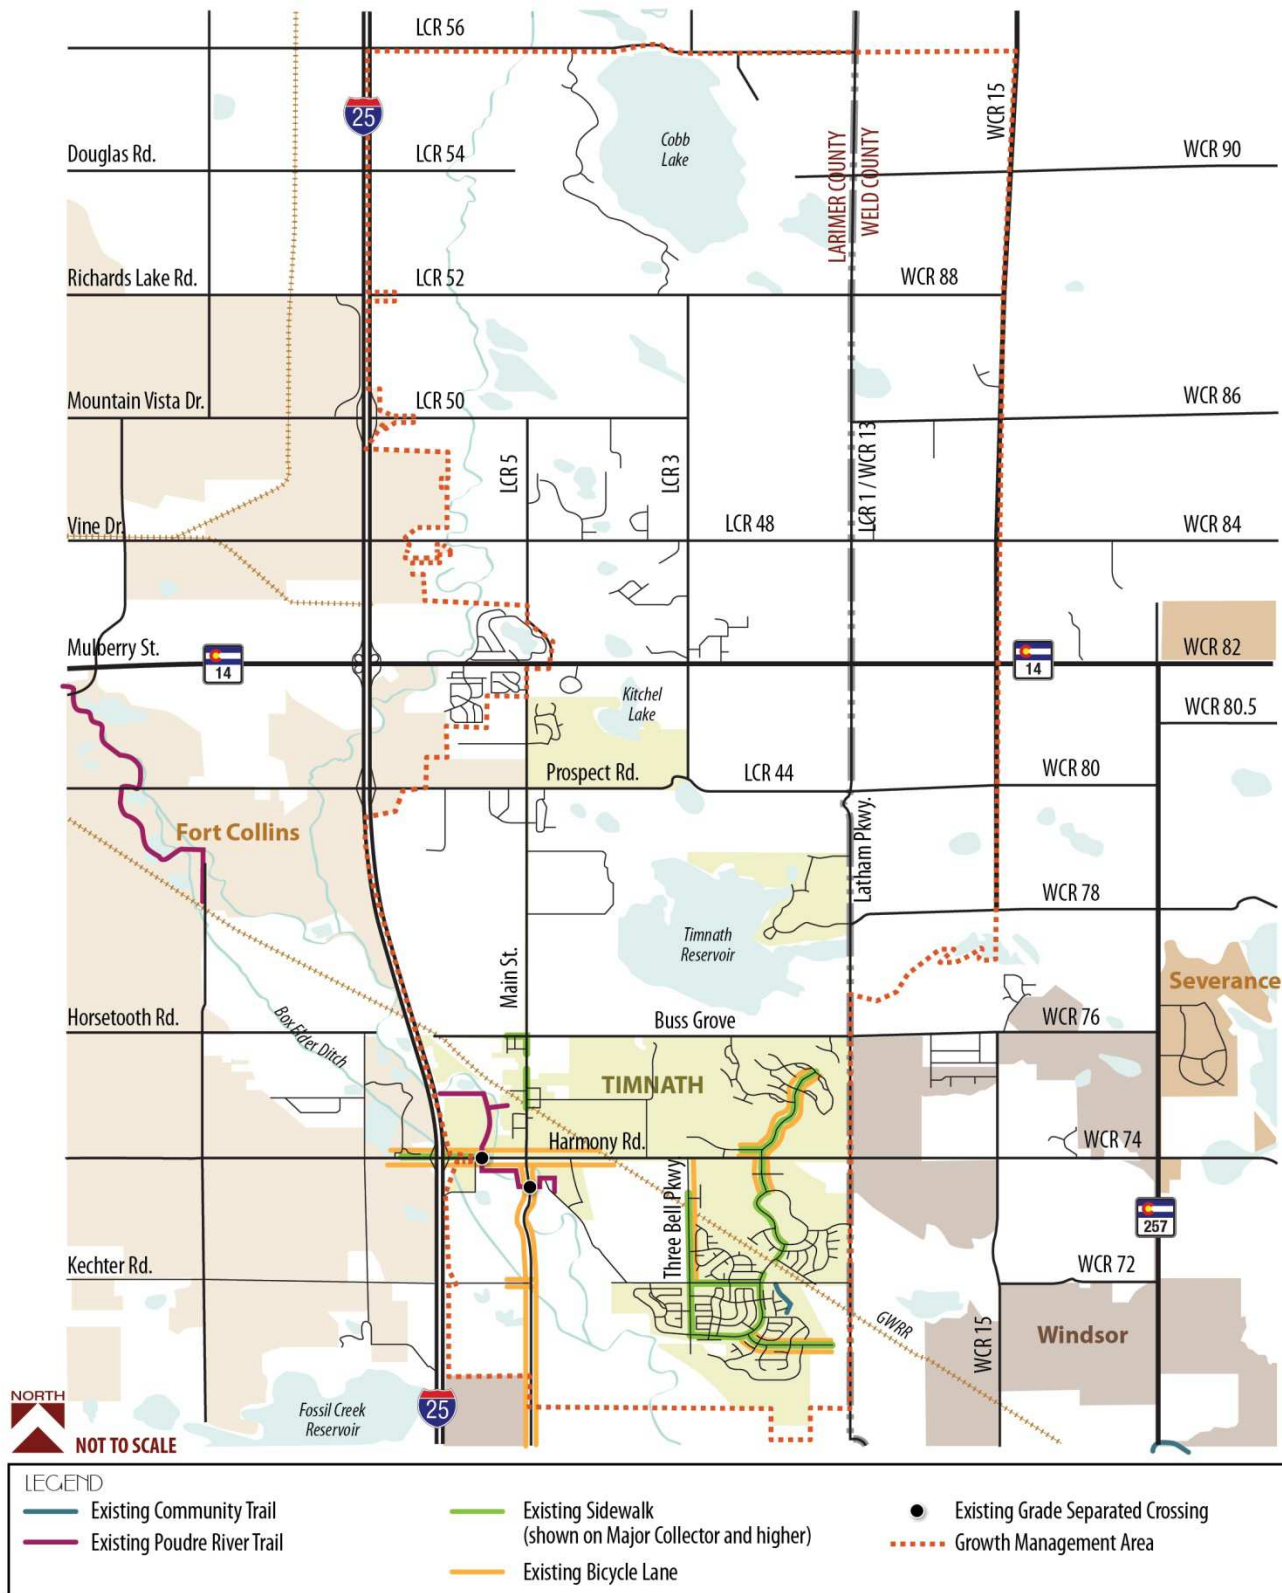 LCR 56
25
WCR 15
Cobb
Lake
Douglas Rd.
LCR 54
WCR 90
LARIMER COUNTY
WELD COUNTY
Richards Lake Rd.
LCR 52
WCR 88
Mountain Vista Dr.
LCR 50
WCR 86
LCR 5
LCR 3
LCR 1 / WCR 13
Vine Dr.
LCR 48
WCR 84
Mulberry St.
14
14
WCR 82
Kitchel
Lake
WCR 80.5
Prospect Rd.
LCR 44
WCR 80
Fort Collins
Latham Pkwy.
WCR 78
Main St.
Timnath
Reservoir
Severance
Horsetooth Rd.
Box Elder Ditch
Buss Grove
WCR 76
TIMNATH
Harmony Rd.
WCR 74
Three Bell Pkwy
257
Kechter Rd.
WCR 72
GWRR
WCR 15
Windsor
NORTH
NOT TO SCALE
Fossil Creek
Reservoir
25
LEGEND
Existing Community Trail
Existing Poudre River Trail
Existing Sidewalk
(shown on Major Collector and higher)
Existing Bicycle Lane
Existing Grade Separated Crossing
Growth Management Area